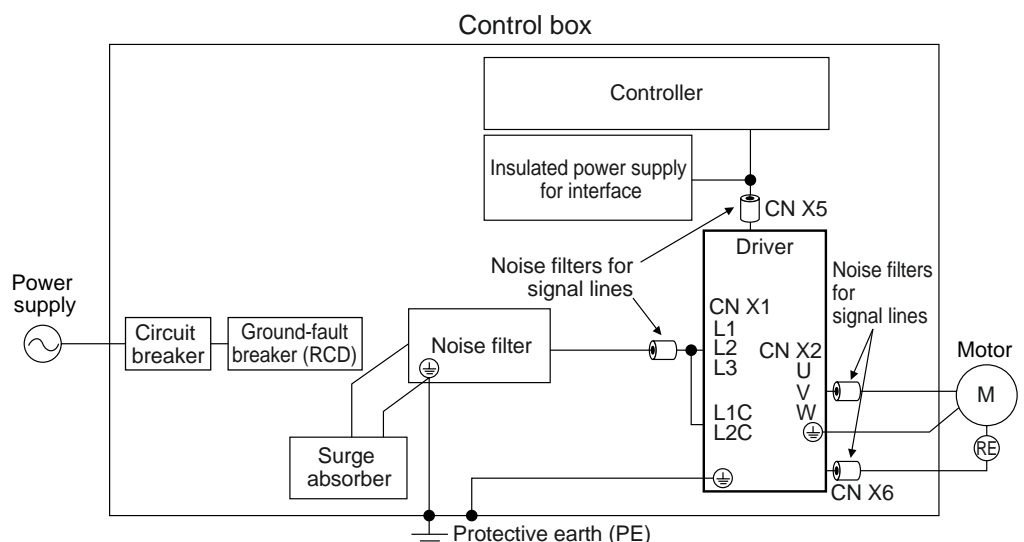 Control box
Controller
Insulated power supply
for interface
CN X5
Driver
Noise filters for
signal lines
Noise filters
for
signal lines
Power
supply
Circuit
breaker
Ground-fault
breaker (RCD)
Noise filter
CN X1
L1
L2
L3
L1C
L2C
CN X2
U
V
W
Motor
M
RE
Surge
absorber
CN X6
Protective earth (PE)